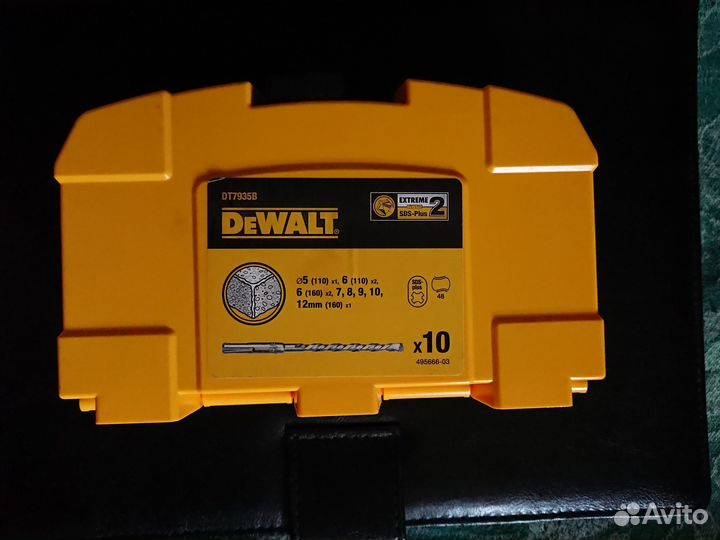 DT7935B
DEWALT®
EXTREME 2
SDS-Plus
Ø5 (110) x1, 6 (110) x2,
6 (160) x2, 7, 8, 9, 10,
12mm (160) x1
SDS-plus
48
x10
495666-03
Avito